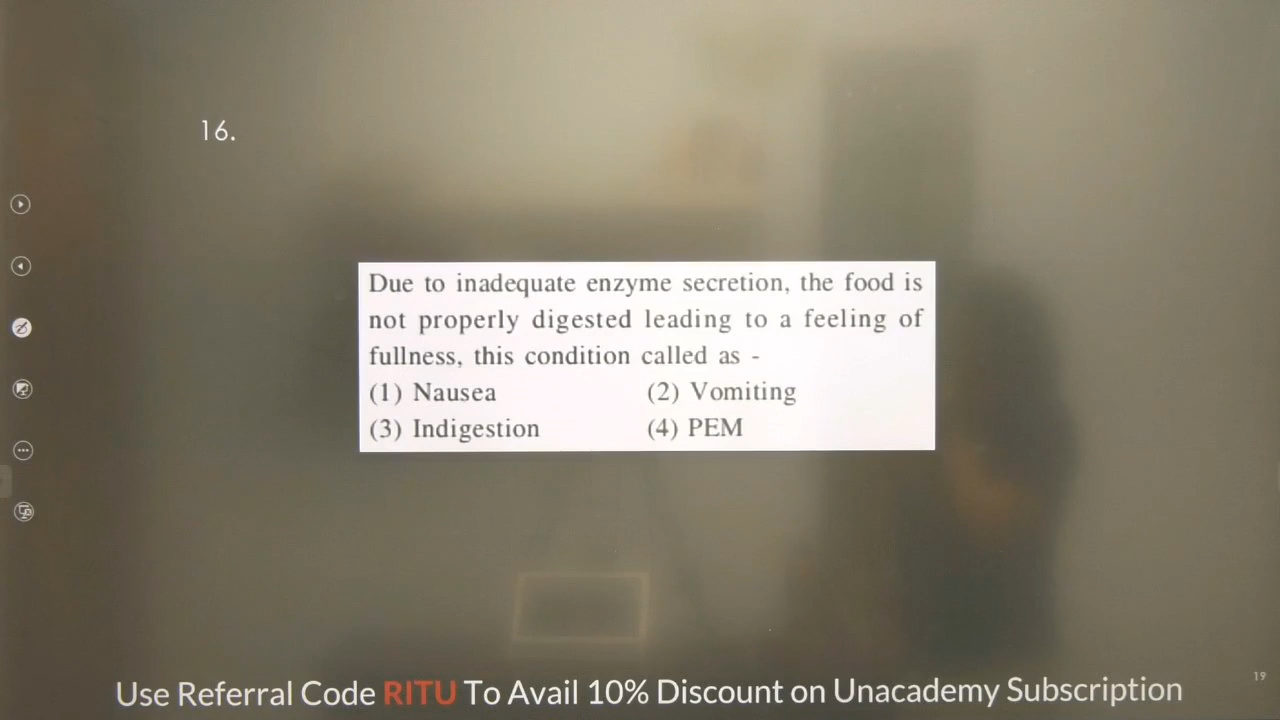 16.
Due to inadequate enzyme secretion, the food is
not properly digested leading to a feeling of
fullness, this condition called as -
(1) Nausea (2) Vomiting
(3) Indigestion (4) PEM
Use Referral Code RITU To Avail 10% Discount on Unacademy Subscription
19